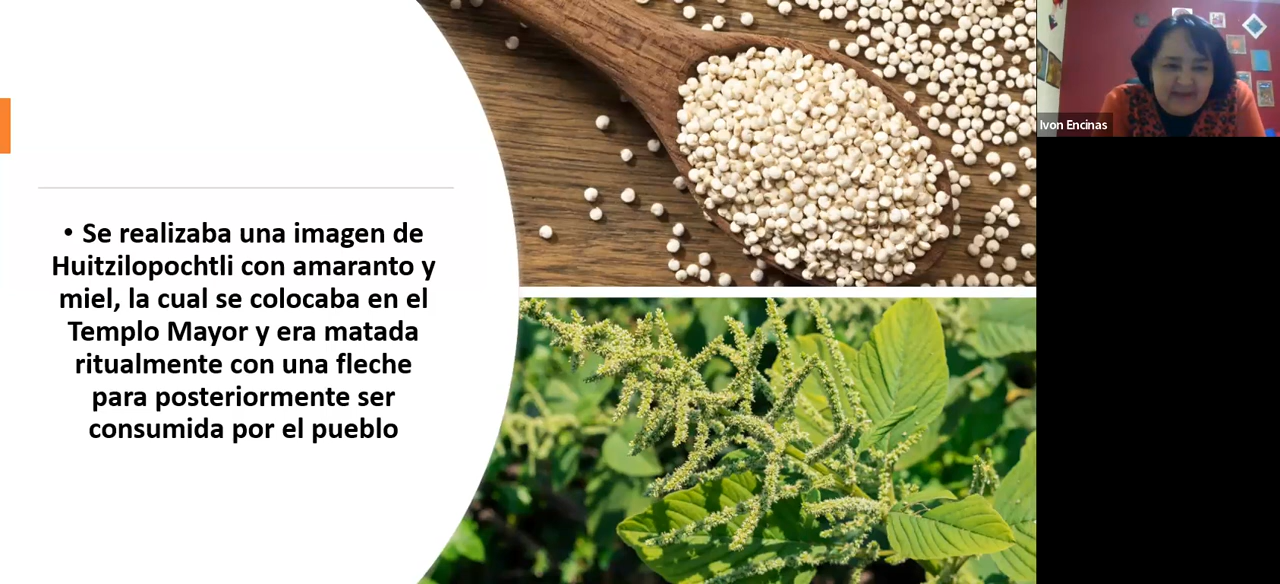 • Se realizaba una imagen de
Huitzilopochtli con amaranto y
miel, la cual se colocaba en el
Templo Mayor y era matada
ritualmente con una fleche
para posteriormente ser
consumida por el pueblo
Ivon Encinas